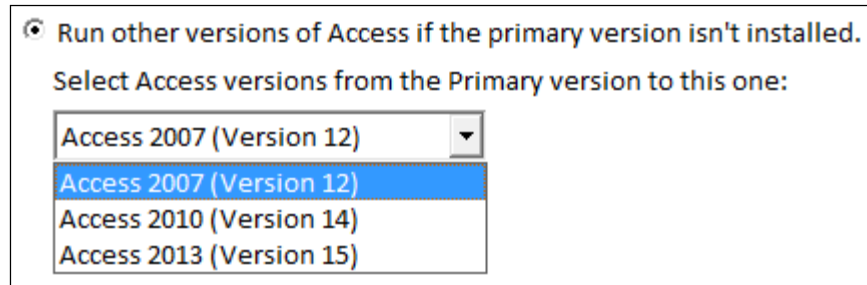 Run other versions of Access if the primary version isn't installed.
Select Access versions from the Primary version to this one:
Access 2007 (Version 12)
Access 2007 (Version 12)
Access 2010 (Version 14)
Access 2013 (Version 15)